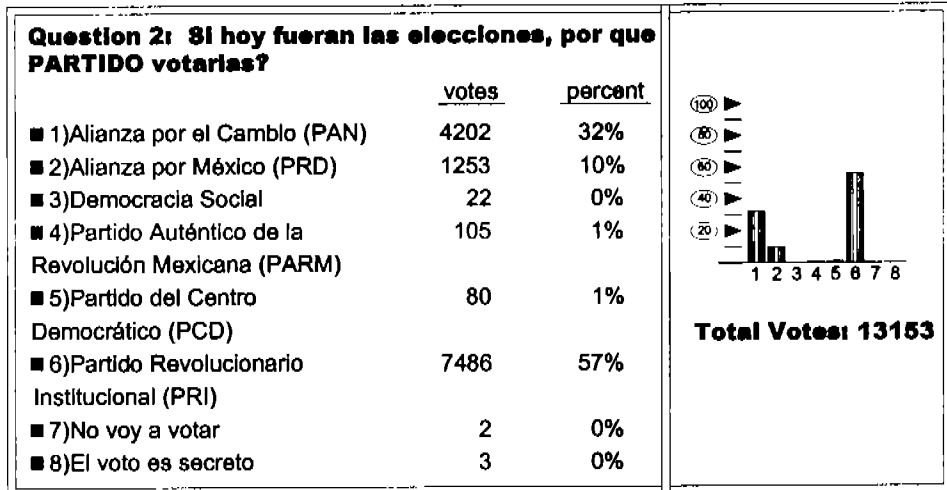 Question 2: Si hoy fueran las elecciones, por que
PARTIDO votarias?
votes percent
1)Alianza por el Cambio (PAN) 4202 32%
2)Alianza por México (PRD) 1253 10%
3)Democracia Social 22 0%
4)Partido Auténtico de la 105 1%
Revolución Mexicana (PARM)
5)Partido del Centro 80 1%
Democrático (PCD)
6)Partido Revolucionario 7486 57%
Institucional (PRI)
7)No voy a votar 2 0%
8)El voto es secreto 3 0%
100
80
60
40
20
1 2 3 4 5 6 7 8
Total Votes: 13153